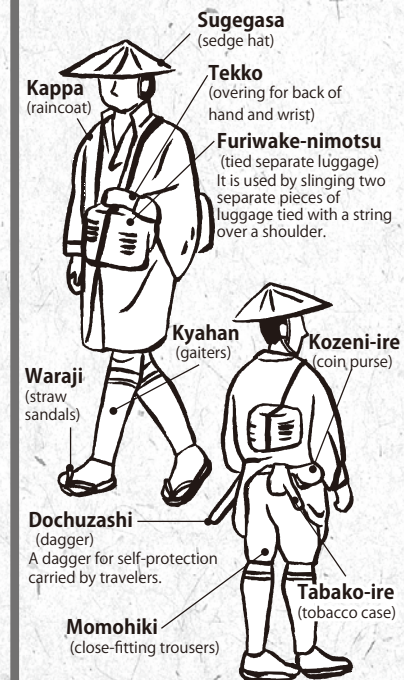 Sugegasa
(sedge hat)
Tekko
(overing for back of
hand and wrist)
Kappa
(raincoat)
Furiwake-nimotsu
(tied separate luggage)
It is used by slinging two
separate pieces of
luggage tied with a string
over a shoulder.
Kyahan
(gaiters)
Kozeni-ire
(coin purse)
Waraji
(straw
sandals)
Dochuzashi
(dagger)
A dagger for self-protection
carried by travelers.
Tabako-ire
(tobacco case)
Momohiki
(close-fitting trousers)